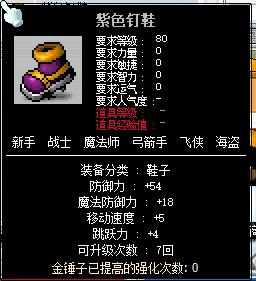 紫色钉鞋
要求等级 : 80
要求力量 : 0
要求敏捷 : 0
要求智力 : 0
要求运气 : 0
要求人气度 : -
道具等级 : -
道具经验值 : -
新手 战士 魔法师 弓箭手 飞侠 海盗
装备分类 : 鞋子
防御力 : +54
魔法防御力 : +18
移动速度 : +5
跳跃力 : +4
可升级次数 : 7回
金锤子已提高的强化次数: 0